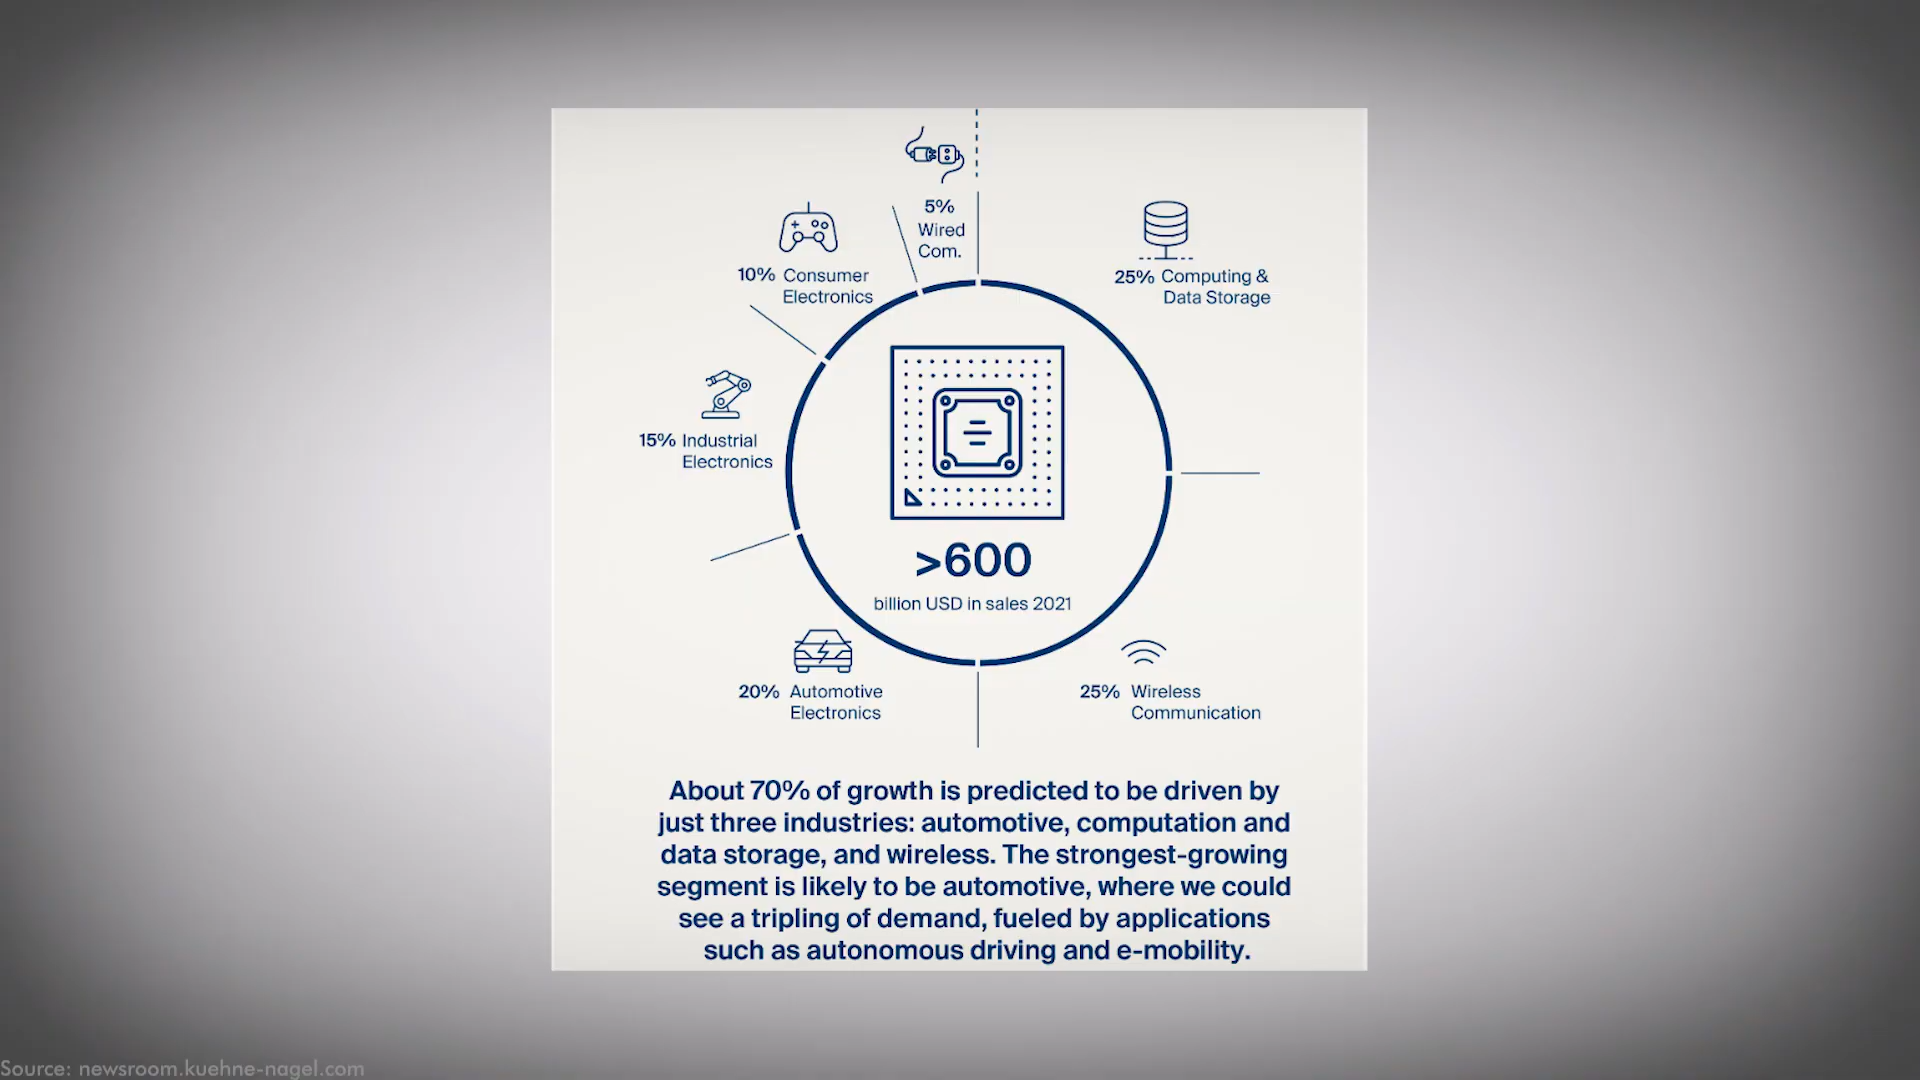 5%
Wired
Com.
10% Consumer
Electronics
25% Computing &
Data Storage
15% Industrial
Electronics
>600
billion USD in sales 2021
20% Automotive
Electronics
25% Wireless
Communication
About 70% of growth is predicted to be driven by
just three industries: automotive, computation and
data storage, and wireless. The strongest-growing
segment is likely to be automotive, where we could
see a tripling of demand, fueled by applications
such as autonomous driving and e-mobility.
Source: newsroom.kuehne-nagel.com